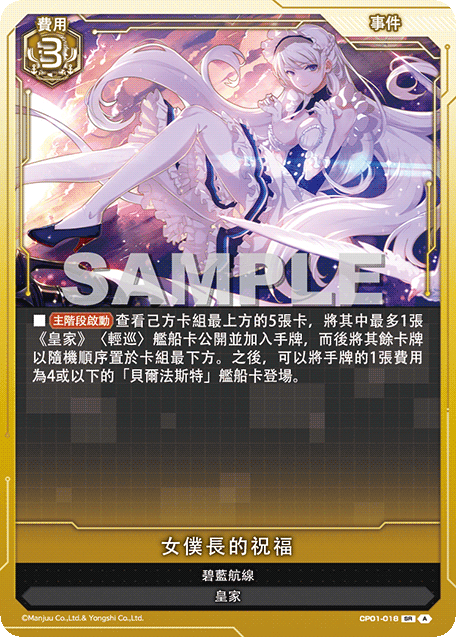 費用
3
事件
SAMPLE
■ 主階段啟動 查看己方卡組最上方的5張卡，將其中最多1張
《皇家》〈輕巡〉艦船卡公開並加入手牌，而後將其餘卡牌
以隨機順序置於卡組最下方。之後，可以將手牌的1張費用
為4或以下的「貝爾法斯特」艦船卡登場。
女僕長的祝福
碧藍航線
皇家
©Manjuu Co.,Ltd.& Yongshi Co.,Ltd. CP01-018 SR A